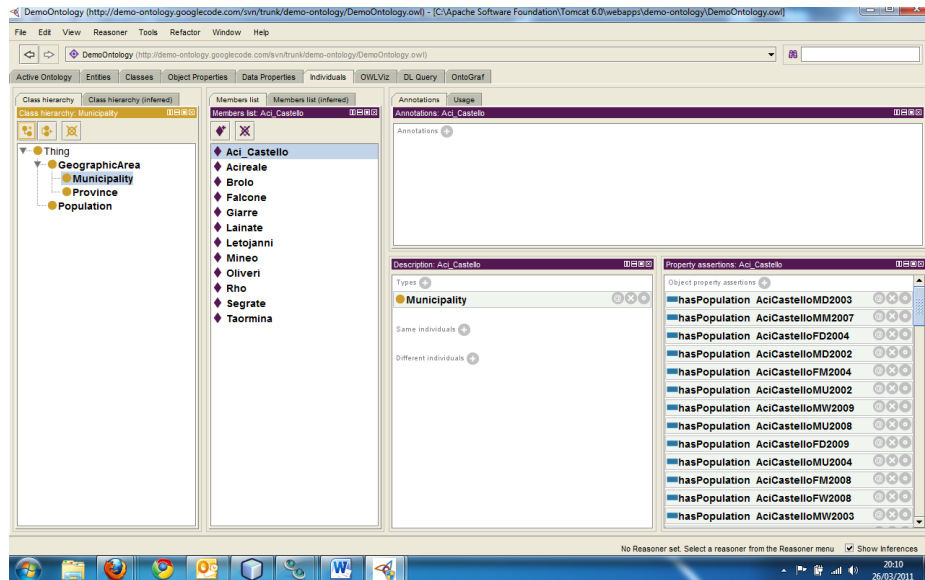 DemoOntology (http://demo-ontology.googlecode.com/svn/trunk/demo-ontology/DemoOntology.owl) - [C:\Apache Software Foundation\Tomcat 6.0\webapps\demo-ontology\DemoOntology.owl]
File Edit View Reasoner Tools Refactor Window Help
DemoOntology (http://demo-ontology.googlecode.com/svn/trunk/demo-ontology/DemoOntology.owl)
Active Ontology Entities Classes Object Properties Data Properties Individuals OWLViz DL Query OntoGraf
Class hierarchy Class hierarchy (inferred)
Class hierarchy: Municipality
Thing
GeographicArea
Municipality
Province
Population
Members list Members list (inferred)
Members list: Aci_Castello
Aci_Castello
Acireale
Brolo
Falcone
Giarre
Lainate
Letojanni
Mineo
Oliveri
Rho
Segrate
Taormina
Annotations Usage
Annotations: Aci_Castello
Annotations
Description: Aci_Castello
Types
Municipality
Same individuals
Different individuals
Property assertions: Aci_Castello
Object property assertions
hasPopulation AciCastelloMD2003
hasPopulation AciCastelloMM2007
hasPopulation AciCastelloFD2004
hasPopulation AciCastelloMD2002
hasPopulation AciCastelloFM2004
hasPopulation AciCastelloMU2002
hasPopulation AciCastelloMW2009
hasPopulation AciCastelloMU2008
hasPopulation AciCastelloFD2009
hasPopulation AciCastelloMU2004
hasPopulation AciCastelloFM2008
hasPopulation AciCastelloFW2008
hasPopulation AciCastelloMW2003
No Reasoner set. Select a reasoner from the Reasoner menu Show Inferences
20:10
26/03/2011